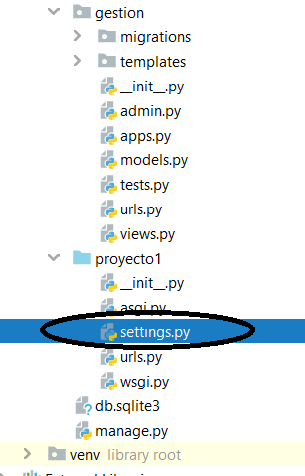 gestion
migrations
templates
__init__.py
admin.py
apps.py
models.py
tests.py
urls.py
views.py
proyecto1
__init__.py
asgi.py
settings.py
urls.py
wsgi.py
db.sqlite3
manage.py
venv library root